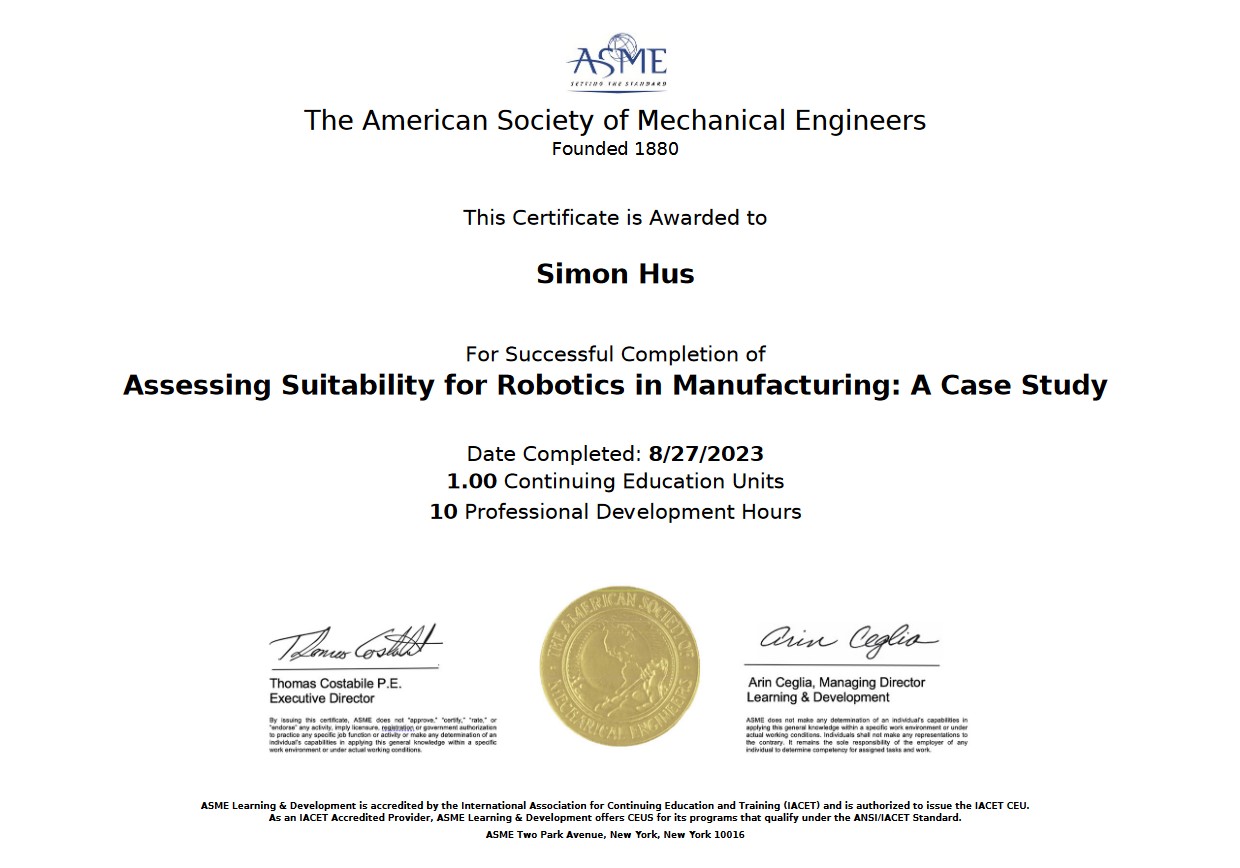 ASME
SETTING THE STANDARD
The American Society of Mechanical Engineers
Founded 1880
This Certificate is Awarded to
Simon Hus
For Successful Completion of
Assessing Suitability for Robotics in Manufacturing: A Case Study
Date Completed: 8/27/2023
1.00 Continuing Education Units
10 Professional Development Hours
Thomas Costabile P.E.
Executive Director
By issuing this certificate, ASME does not "approve," "certify," "rate," or
"endorse" any activity, imply licensure, registration or government authorization
to practice any specific job function or activity or make any determination of an
individual's capabilities in applying this general knowledge within a specific
work environment or under actual working conditions.
THE AMERICAN SOCIETY OF
MECHANICAL ENGINEERS
Arin Ceglia
Arin Ceglia, Managing Director
Learning & Development
ASME does not make any determination of an individual's capabilities in
applying this general knowledge within a specific work environment or under
actual working conditions. Individuals shall not make any representations to
the contrary. It remains the sole responsibility of the employer of any
individual to determine competency for assigned tasks and work.
ASME Learning & Development is accredited by the International Association for Continuing Education and Training (IACET) and is authorized to issue the IACET CEU.
As an IACET Accredited Provider, ASME Learning & Development offers CEUS for its programs that qualify under the ANSI/IACET Standard.
ASME Two Park Avenue, New York, New York 10016